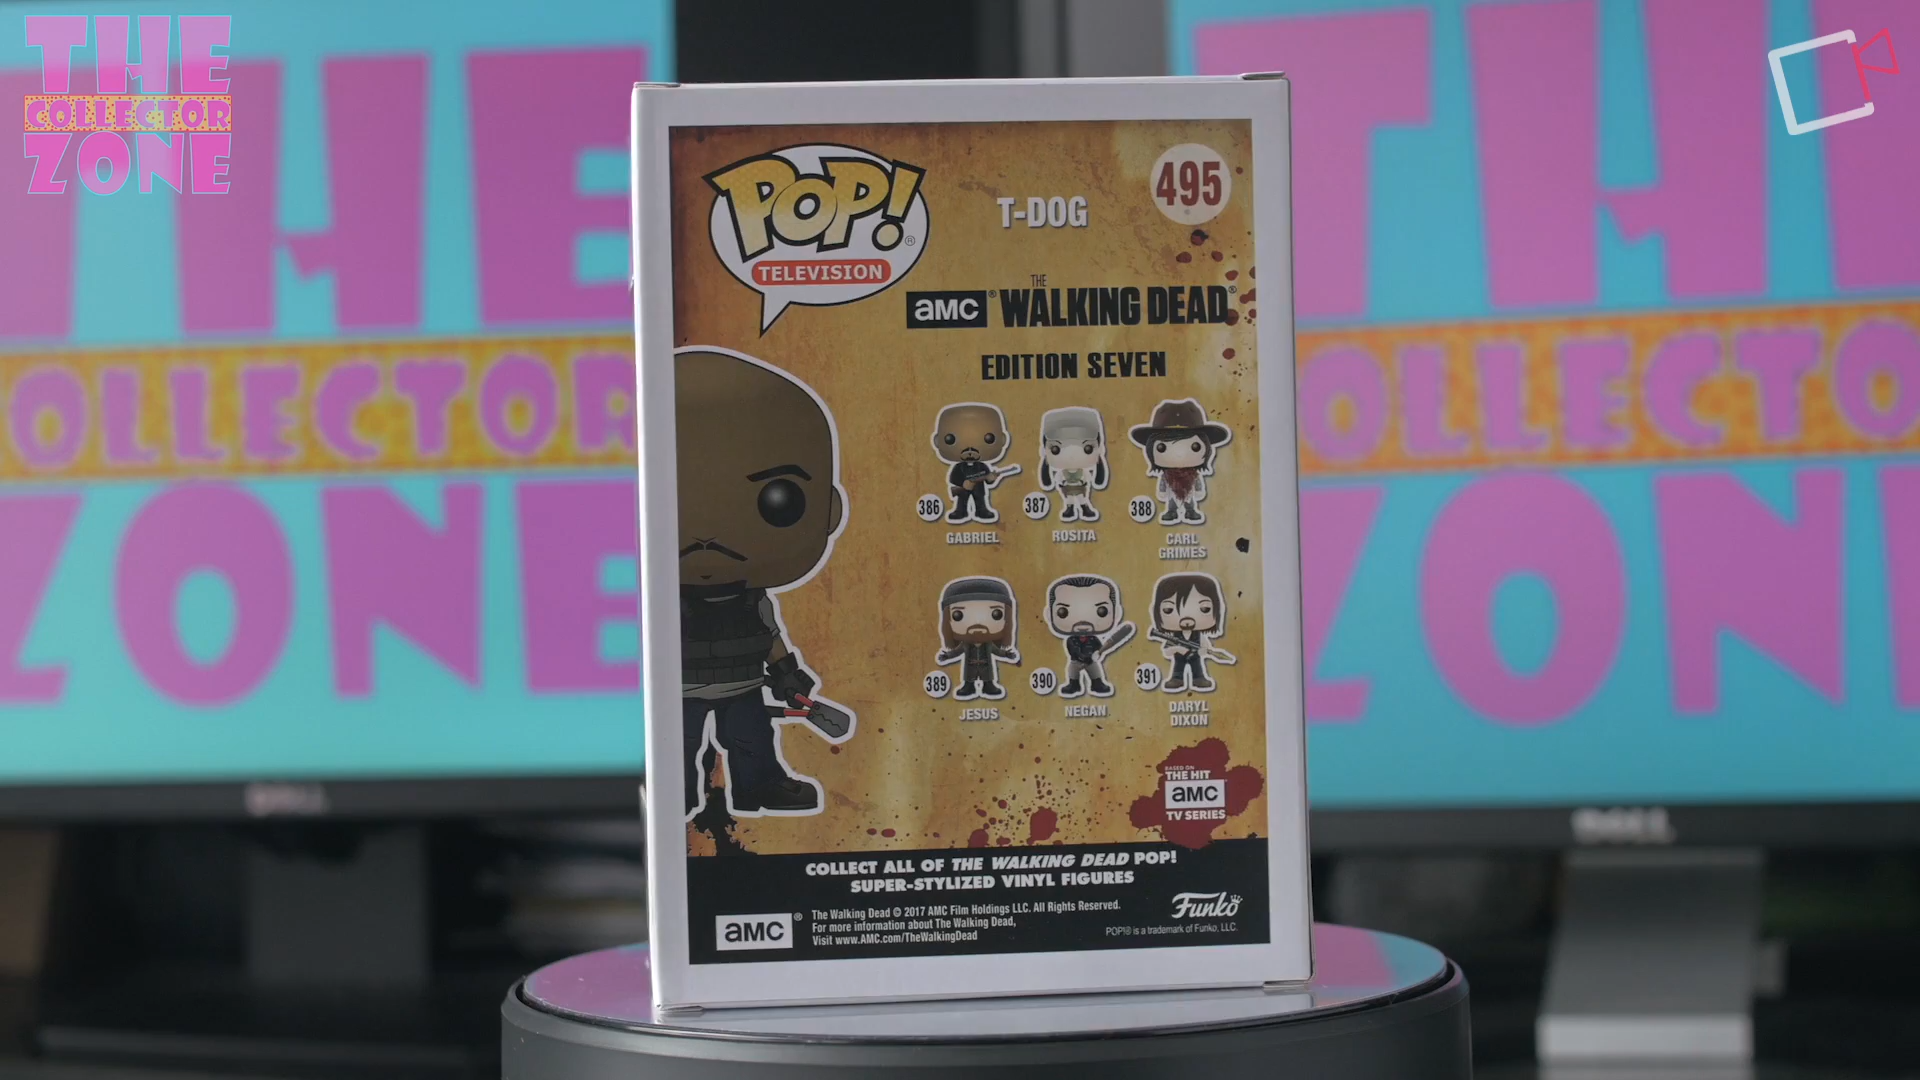 THE
COLLECTOR
ZONE
THE
COLLECTOR
ZONE
POP!
TELEVISION
T-DOG
495
AMC® THE WALKING DEAD®
EDITION SEVEN
386
GABRIEL
387
ROSITA
388
CARL
GRIMES
389
JESUS
390
NEGAN
391
DARYL
DIXON
BASED ON
THE HIT
AMC
TV SERIES
COLLECT ALL OF THE WALKING DEAD POP!
SUPER-STYLIZED VINYL FIGURES
AMC®
The Walking Dead © 2017 AMC Film Holdings LLC. All Rights Reserved.
For more information about The Walking Dead,
Visit www.AMC.com/TheWalkingDead
Funko
POP!® is a trademark of Funko, LLC.
DELL
DELL